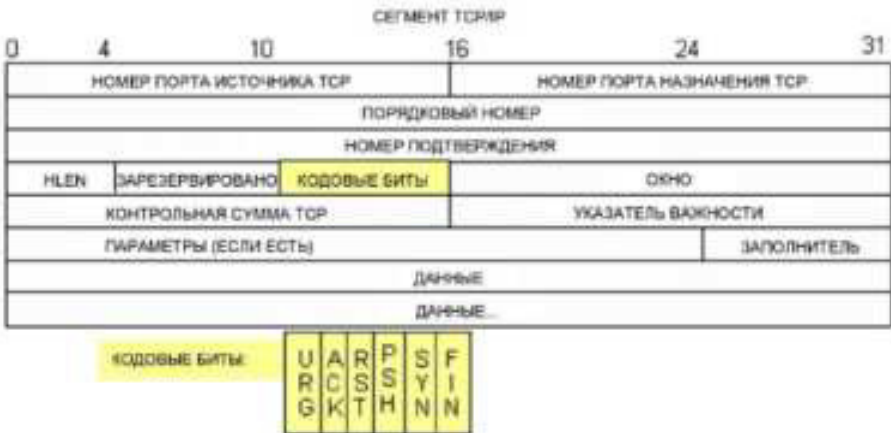 СЕГМЕНТ TCP/IP
0 4 10 16 24 31
НОМЕР ПОРТА ИСТОЧНИКА TCP НОМЕР ПОРТА НАЗНАЧЕНИЯ TCP
ПОРЯДКОВЫЙ НОМЕР
НОМЕР ПОДТВЕРЖДЕНИЯ
HLEN ЗАРЕЗЕРВИРОВАНО КОДОВЫЕ БИТЫ ОКНО
КОНТРОЛЬНАЯ СУММА TCP УКАЗАТЕЛЬ ВАЖНОСТИ
ПАРАМЕТРЫ (ЕСЛИ ЕСТЬ) ЗАПОЛНИТЕЛЬ
ДАННЫЕ
ДАННЫЕ...
КОДОВЫЕ БИТЫ: URG ACK RST PSH SYN FIN